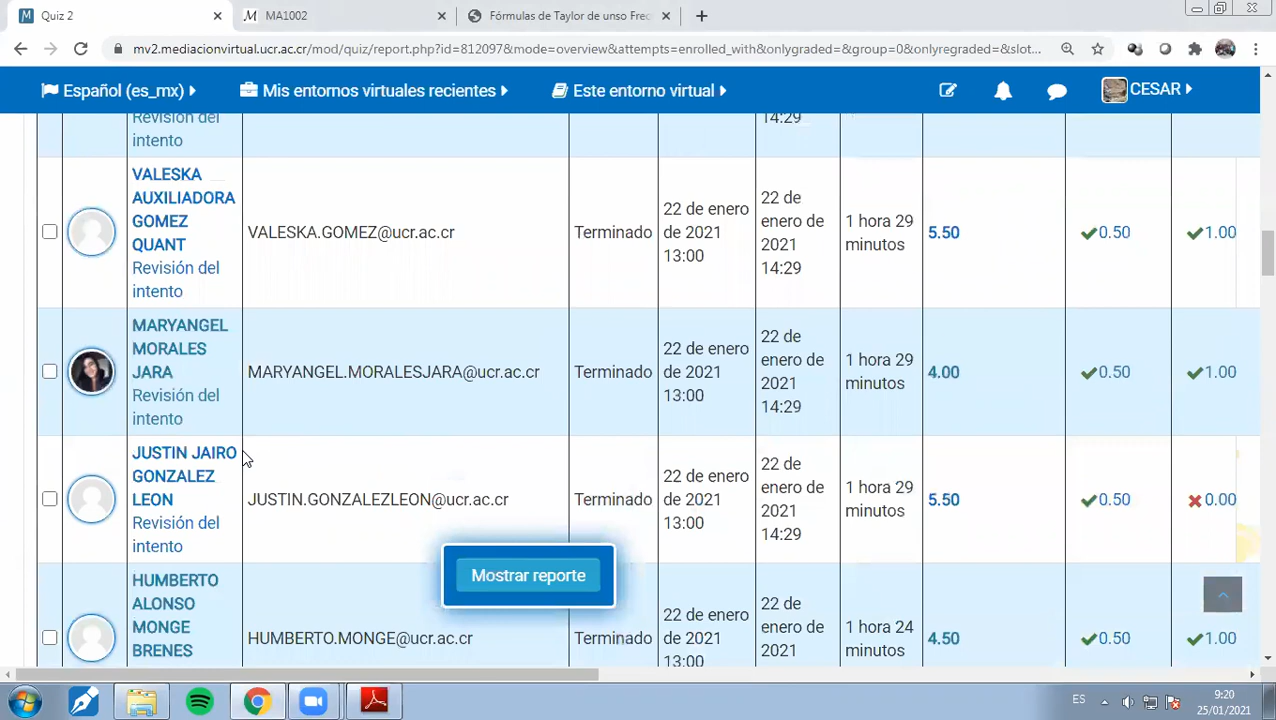 Quiz 2
MA1002
Fórmulas de Taylor de unso Frec
mv2.mediacionvirtual.ucr.ac.cr/mod/quiz/report.php?id=812097&mode=overview&attempts=enrolled_with&onlygraded=&group=0&onlyregraded=&slot...
Español (es_mx)
Mis entornos virtuales recientes
Este entorno virtual
CESAR
Revisión del
intento
14:29
VALESKA
AUXILIADORA
GOMEZ
QUANT
Revisión del
intento
VALESKA.GOMEZ@ucr.ac.cr
Terminado
22 de enero
de 2021
13:00
22 de
enero de
2021
14:29
1 hora 29
minutos
5.50
0.50
1.00
MARYANGEL
MORALES
JARA
Revisión del
intento
MARYANGEL.MORALESJARA@ucr.ac.cr
Terminado
22 de enero
de 2021
13:00
22 de
enero de
2021
14:29
1 hora 29
minutos
4.00
0.50
1.00
JUSTIN JAIRO
GONZALEZ
LEON
Revisión del
intento
JUSTIN.GONZALEZLEON@ucr.ac.cr
Terminado
22 de enero
de 2021
13:00
22 de
enero de
2021
14:29
1 hora 29
minutos
5.50
0.50
0.00
Mostrar reporte
HUMBERTO
ALONSO
MONGE
BRENES
HUMBERTO.MONGE@ucr.ac.cr
Terminado
22 de enero
de 2021
13:00
22 de
enero de
2021
1 hora 24
minutos
4.50
0.50
1.00
ES
9:20
25/01/2021